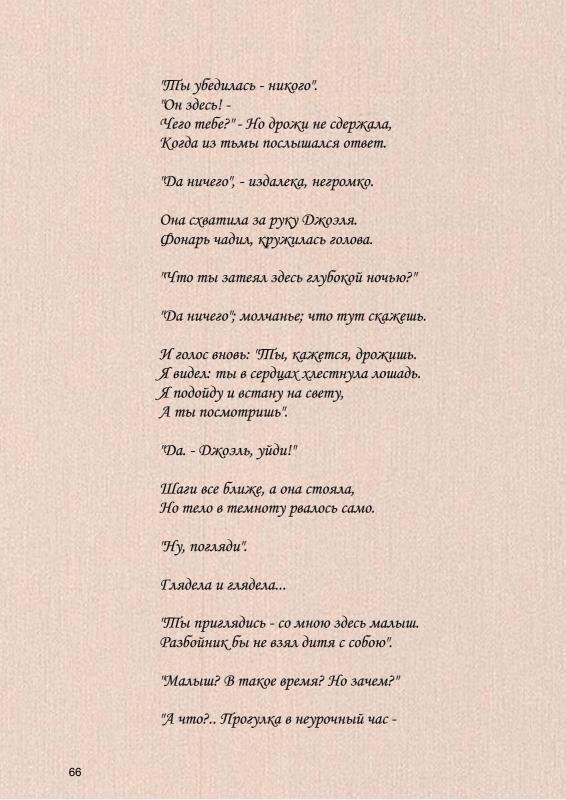 "Ты убедилась - никого".
"Он здесь! -
Чего тебе?" - Но дрожи не сдержала,
Когда из тьмы послышался ответ.
"Да ничего", - издалека, негромко.
Она схватила за руку Джоэля.
Фонарь чадил, кружилась голова.
"Что ты затеял здесь глубокой ночью?"
"Да ничего"; молчанье; что тут скажешь.
И голос вновь: "Ты, кажется, дрожишь.
Я видел: ты в сердцах хлестнула лошадь.
Я подойду и встану на свету,
А ты посмотришь".
"Да. - Джоэль, уйди!"
Шаги все ближе, а она стояла,
Но тело в темноту рвалось само.
"Ну, погляди".
Глядела и глядела...
"Ты приглядись - со мною здесь малыш.
Разбойник бы не взял дитя с собою".
"Малыш? В такое время? Но зачем?"
"А что?.. Прогулка в неурочный час -
66